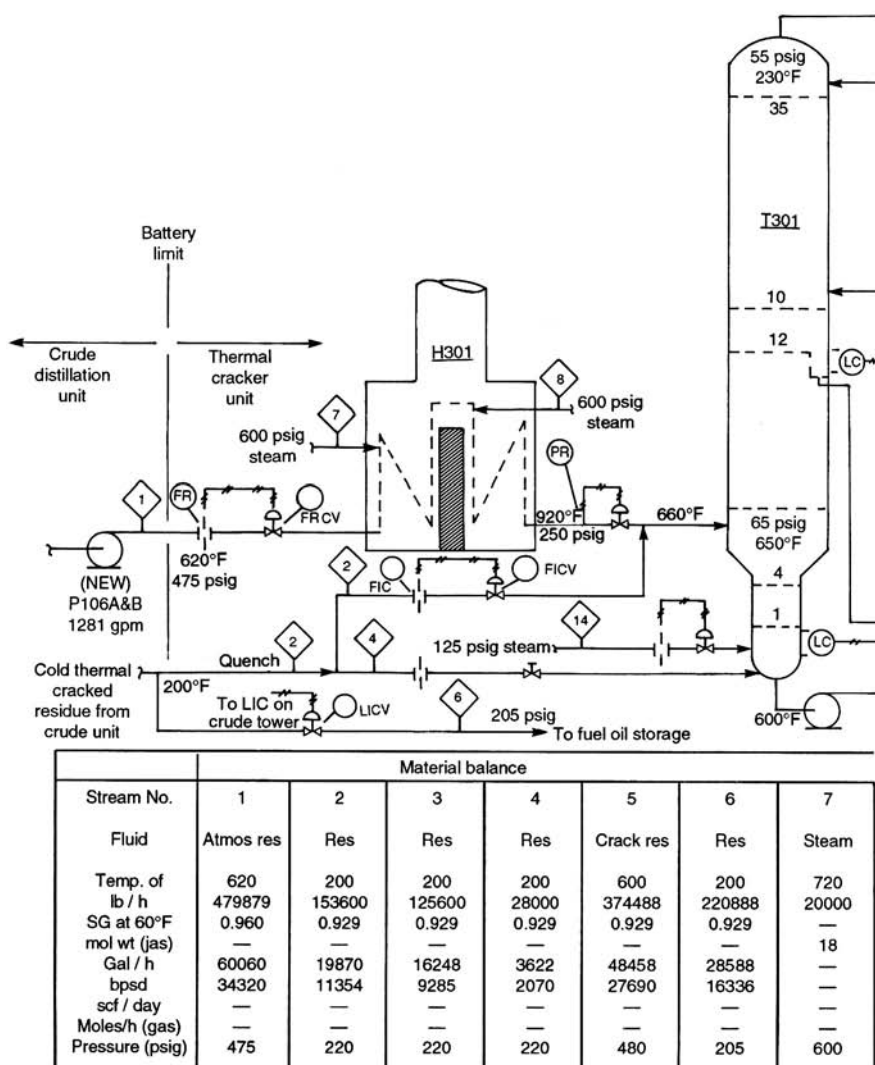 55 psig
230°F
35
T301
Battery
limit
10
12
LC
H301
Crude
distillation
unit
Thermal
cracker
unit
7
8
600 psig
steam
600 psig
steam
PR
1
FR
FRCV
920°F
250 psig
660°F
65 psig
650°F
620°F
475 psig
(NEW)
P106A&B
1281 gpm
2
FIC
FICV
4
1
14
2
4
125 psig steam
LC
Quench
Cold thermal
cracked
residue from
crude unit
200°F
To LIC on
crude tower
LICV
6
205 psig
To fuel oil storage
600°F
Material balance
Stream No. 1 2 3 4 5 6 7
Fluid Atmos res Res Res Res Crack res Res Steam
Temp. of 620 200 200 200 600 200 720
lb / h 479879 153600 125600 28000 374488 220888 20000
SG at 60°F 0.960 0.929 0.929 0.929 0.929 0.929 —
mol wt (jas) — — — — — — 18
Gal / h 60060 19870 16248 3622 48458 28588 —
bpsd 34320 11354 9285 2070 27690 16336 —
scf / day — — — — — — —
Moles/h (gas) — — — — — — —
Pressure (psig) 475 220 220 220 480 205 600